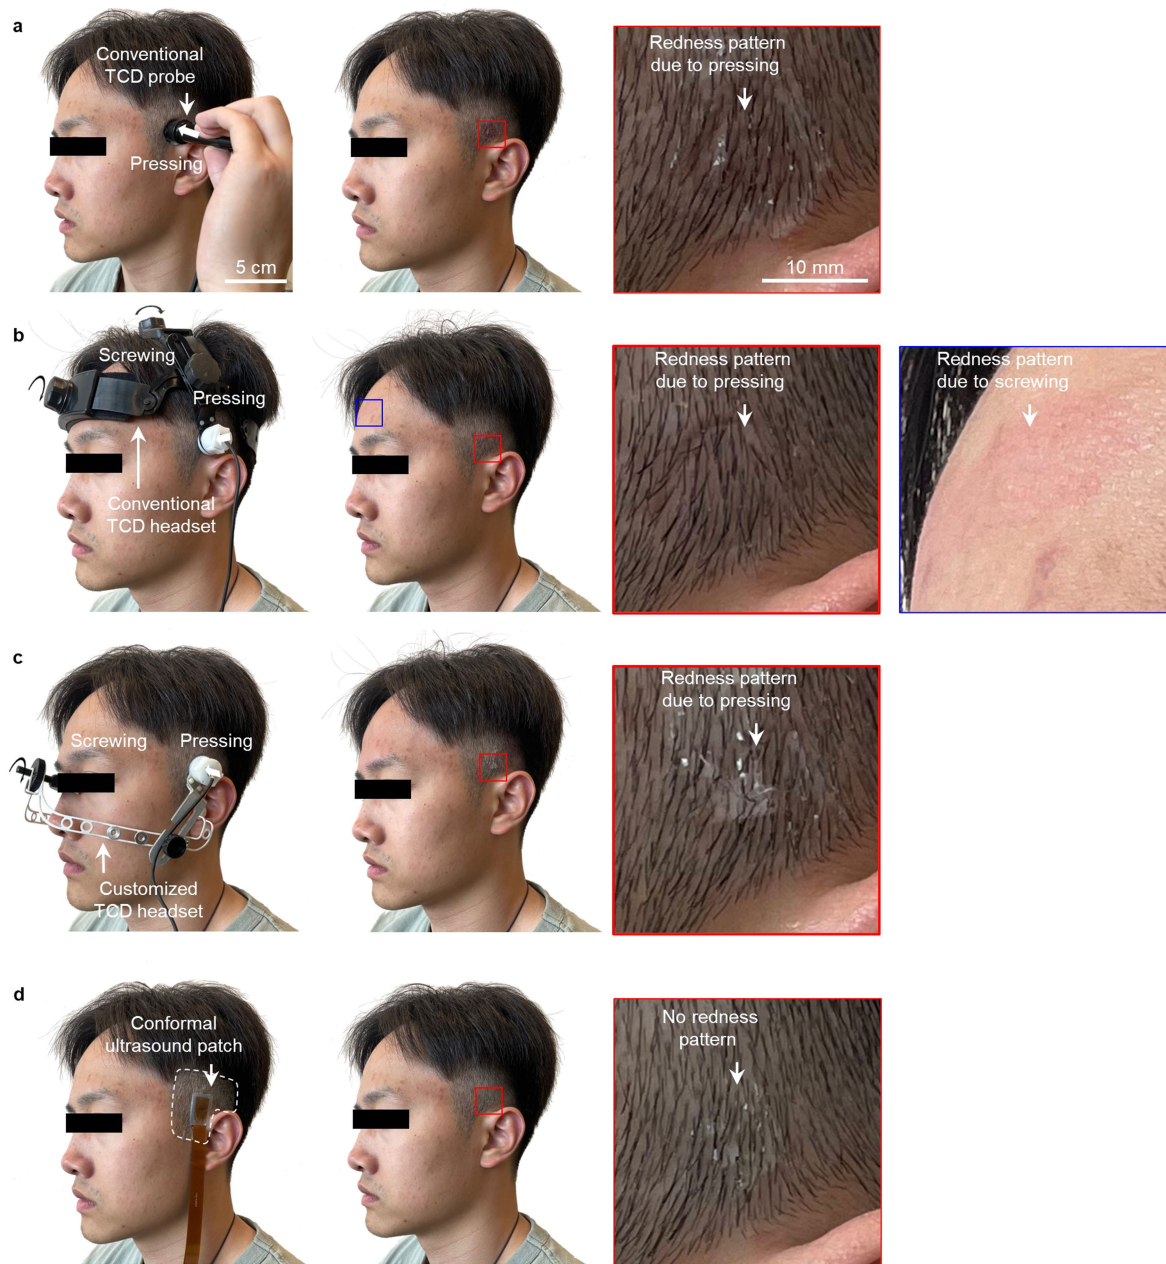 a
Conventional
TCD probe
Pressing
5 cm
Redness pattern
due to pressing
10 mm
b
Screwing
Pressing
Conventional
TCD headset
Redness pattern
due to pressing
Redness pattern
due to screwing
c
Screwing
Pressing
Customized
TCD headset
Redness pattern
due to pressing
d
Conformal
ultrasound patch
No redness
pattern